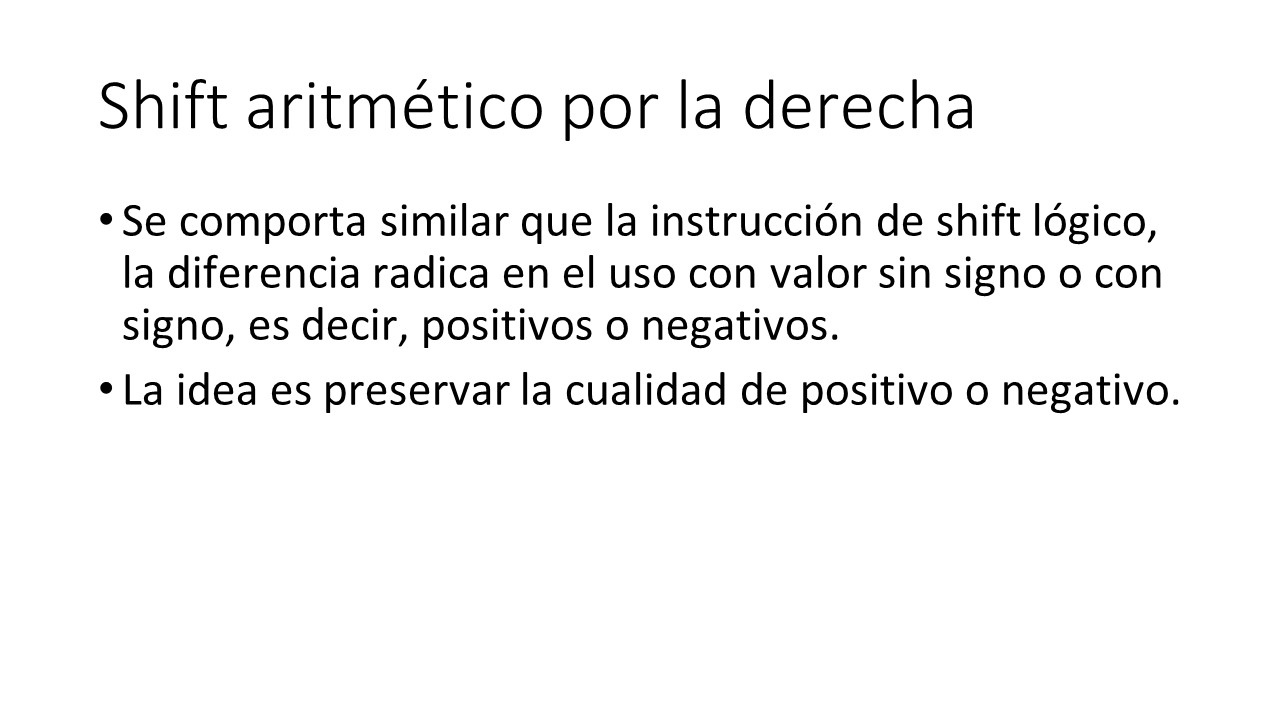 Shift aritmético por la derecha
• Se comporta similar que la instrucción de shift lógico,
la diferencia radica en el uso con valor sin signo o con
signo, es decir, positivos o negativos.
• La idea es preservar la cualidad de positivo o negativo.